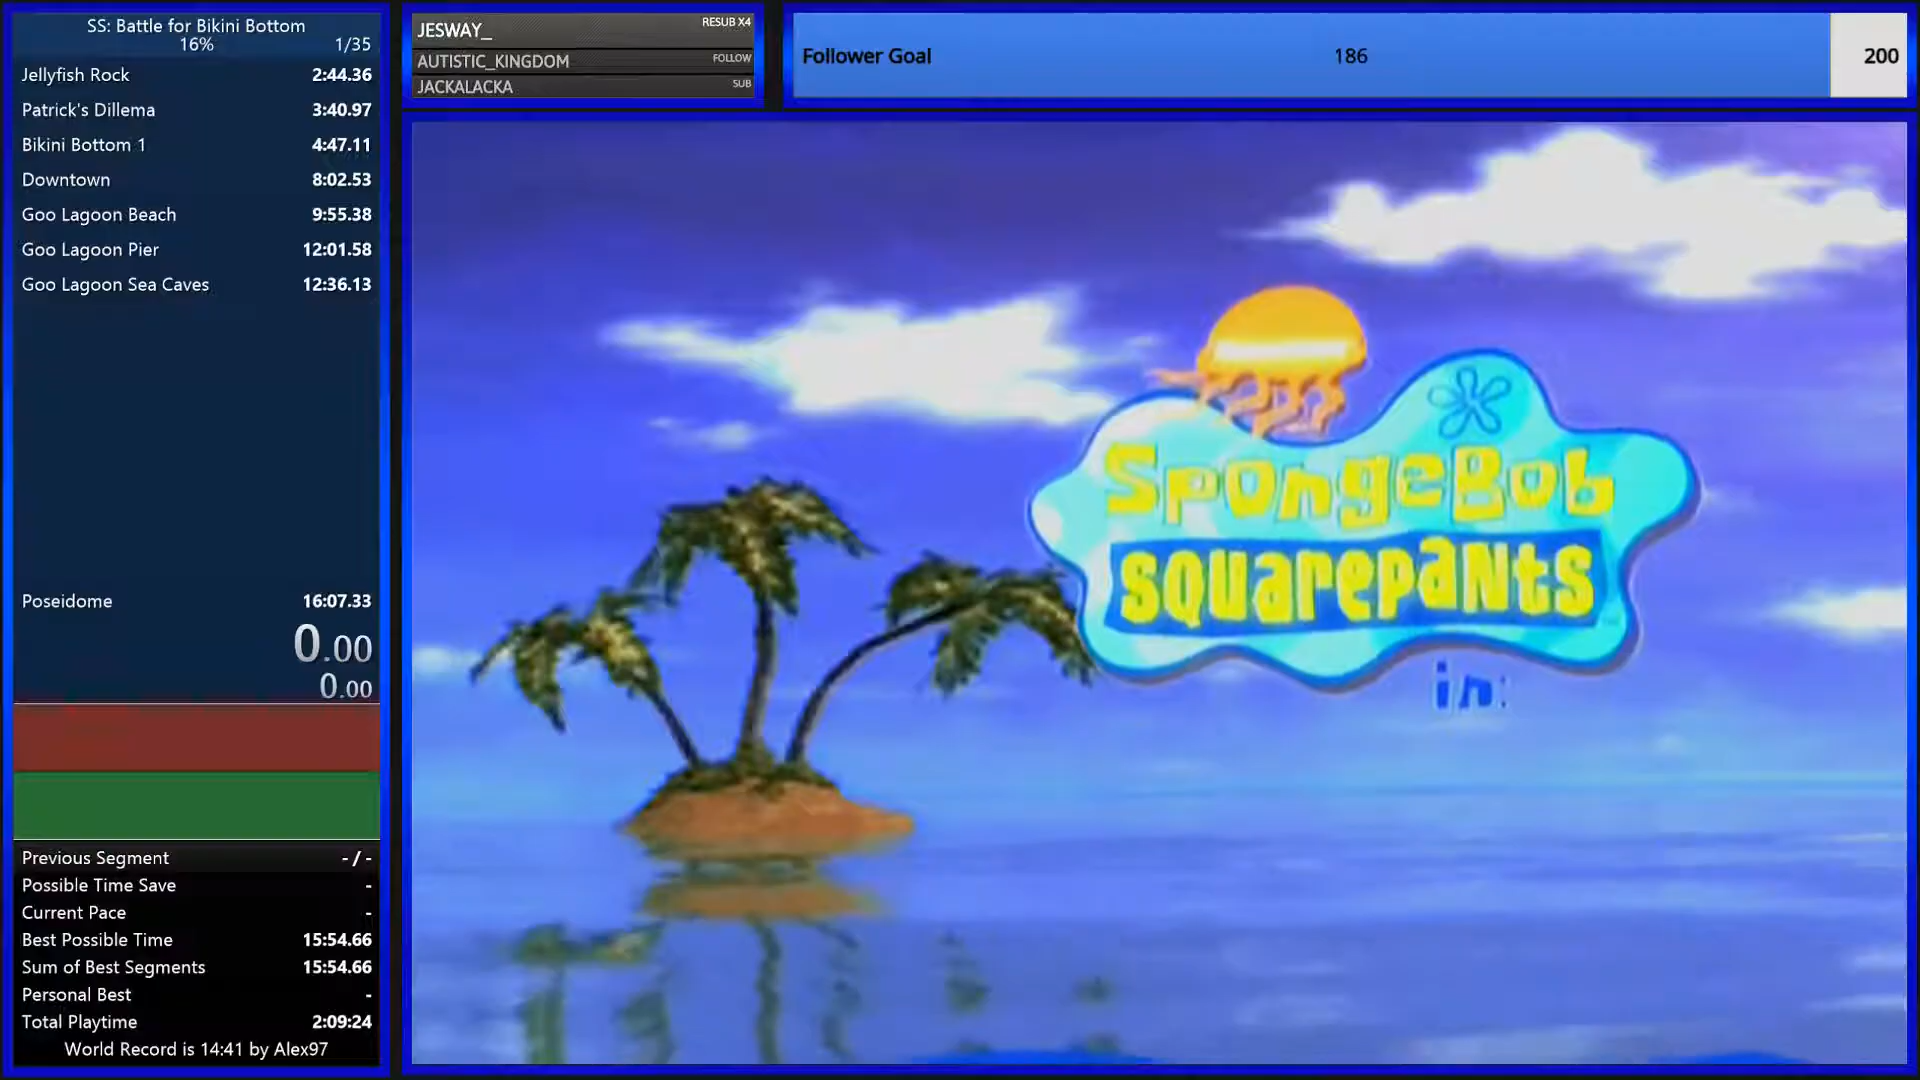 SS: Battle for Bikini Bottom
16% 1/35
Jellyfish Rock 2:44.36
Patrick's Dillema 3:40.97
Bikini Bottom 1 4:47.11
Downtown 8:02.53
Goo Lagoon Beach 9:55.38
Goo Lagoon Pier 12:01.58
Goo Lagoon Sea Caves 12:36.13
Poseidome 16:07.33
0.00
0.00
Previous Segment - / -
Possible Time Save -
Current Pace -
Best Possible Time 15:54.66
Sum of Best Segments 15:54.66
Personal Best -
Total Playtime 2:09:24
World Record is 14:41 by Alex97
JESWAY_ RESUB X4
AUTISTIC_KINGDOM FOLLOW
JACKALACKA SUB
Follower Goal 186 200
SpongeBob
SquarePants
in: